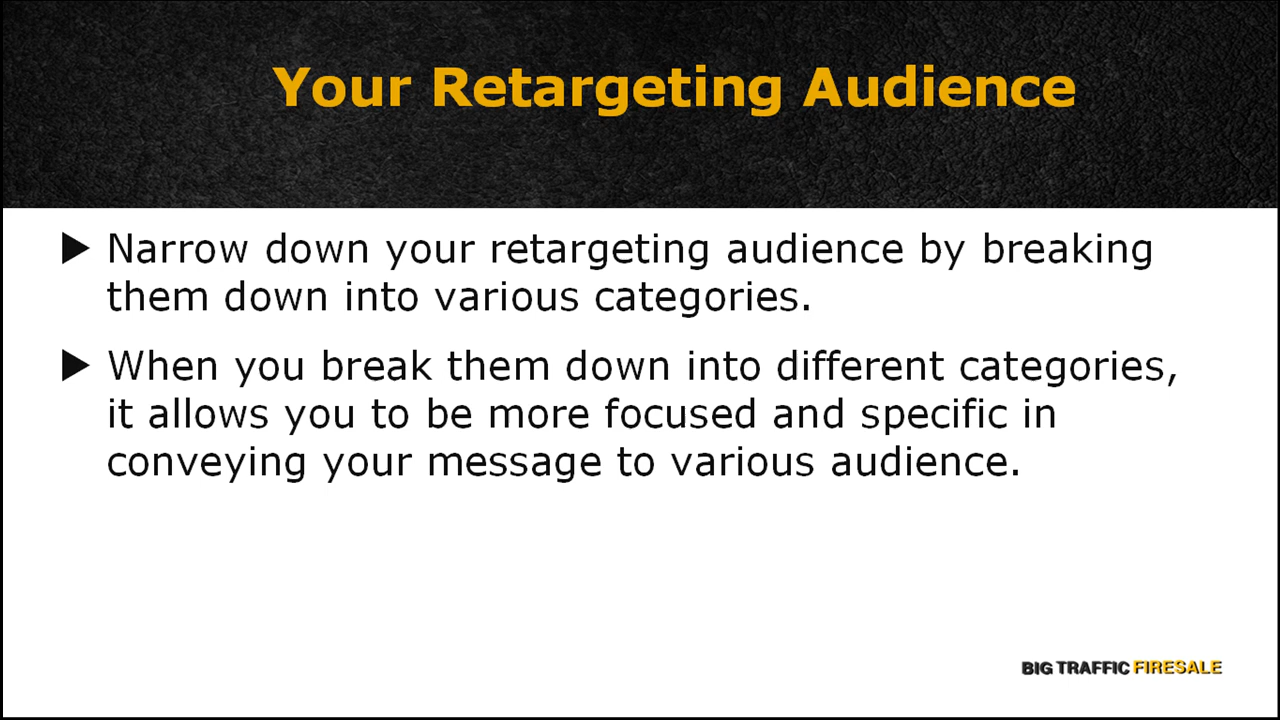 Your Retargeting Audience
▶ Narrow down your retargeting audience by breaking
them down into various categories.
▶ When you break them down into different categories,
it allows you to be more focused and specific in
conveying your message to various audience.
BIG TRAFFIC FIRESALE